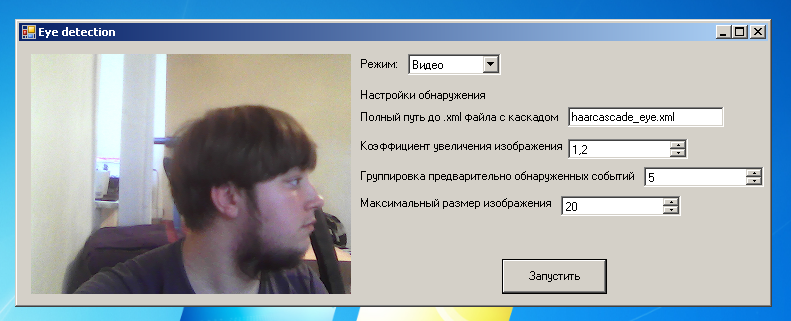 Eye detection
Режим: Видео
Настройки обнаружения
Полный путь до .xml файла с каскадом haarcascade_eye.xml
Коэффициент увеличения изображения 1,2
Группировка предварительно обнаруженных событий 5
Максимальный размер изображения 20
Запустить